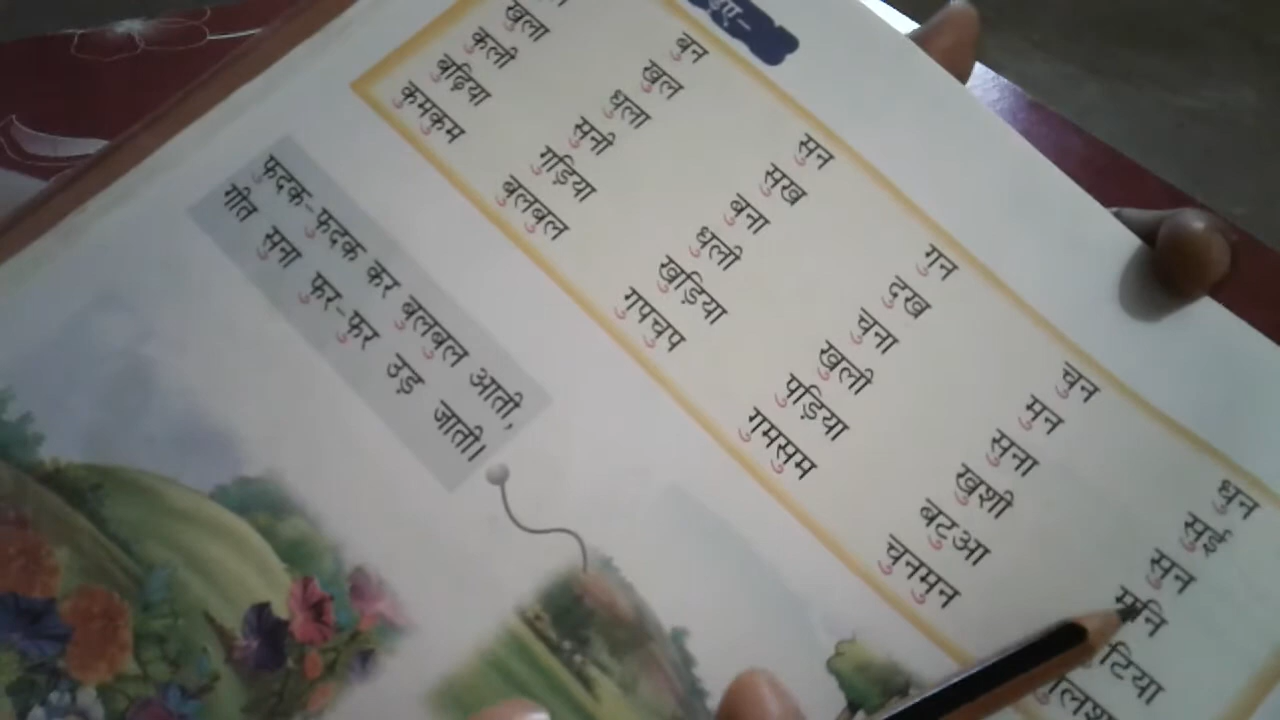 बुन सुन गुन चुन धुन
खुल सुख दुख मुन सुई
खुला धुला बुना चुना सुना सुन
कुली सुनी धुली खुली खुशी मुनि
बुढ़िया गुड़िया खुड़िया पुड़िया बटुआ
कुमकुम बुलबुल गुपचुप गुमसुम चुनमुन
फुदक-फुदक कर बुलबुल आती,
गीत सुना फुर-फुर उड़ जाती।